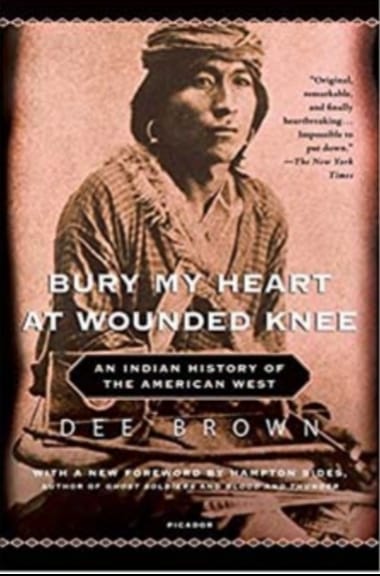 "Original,
remarkable,
and finally
heartbreaking...
Impossible to
put down."
—The New York
Times
BURY MY HEART
AT WOUNDED KNEE
AN INDIAN HISTORY OF
THE AMERICAN WEST
DEE BROWN
WITH A NEW FOREWORD BY HAMPTON SIDES,
AUTHOR OF GHOST SOLDIERS AND BLOOD AND THUNDER
PICADOR